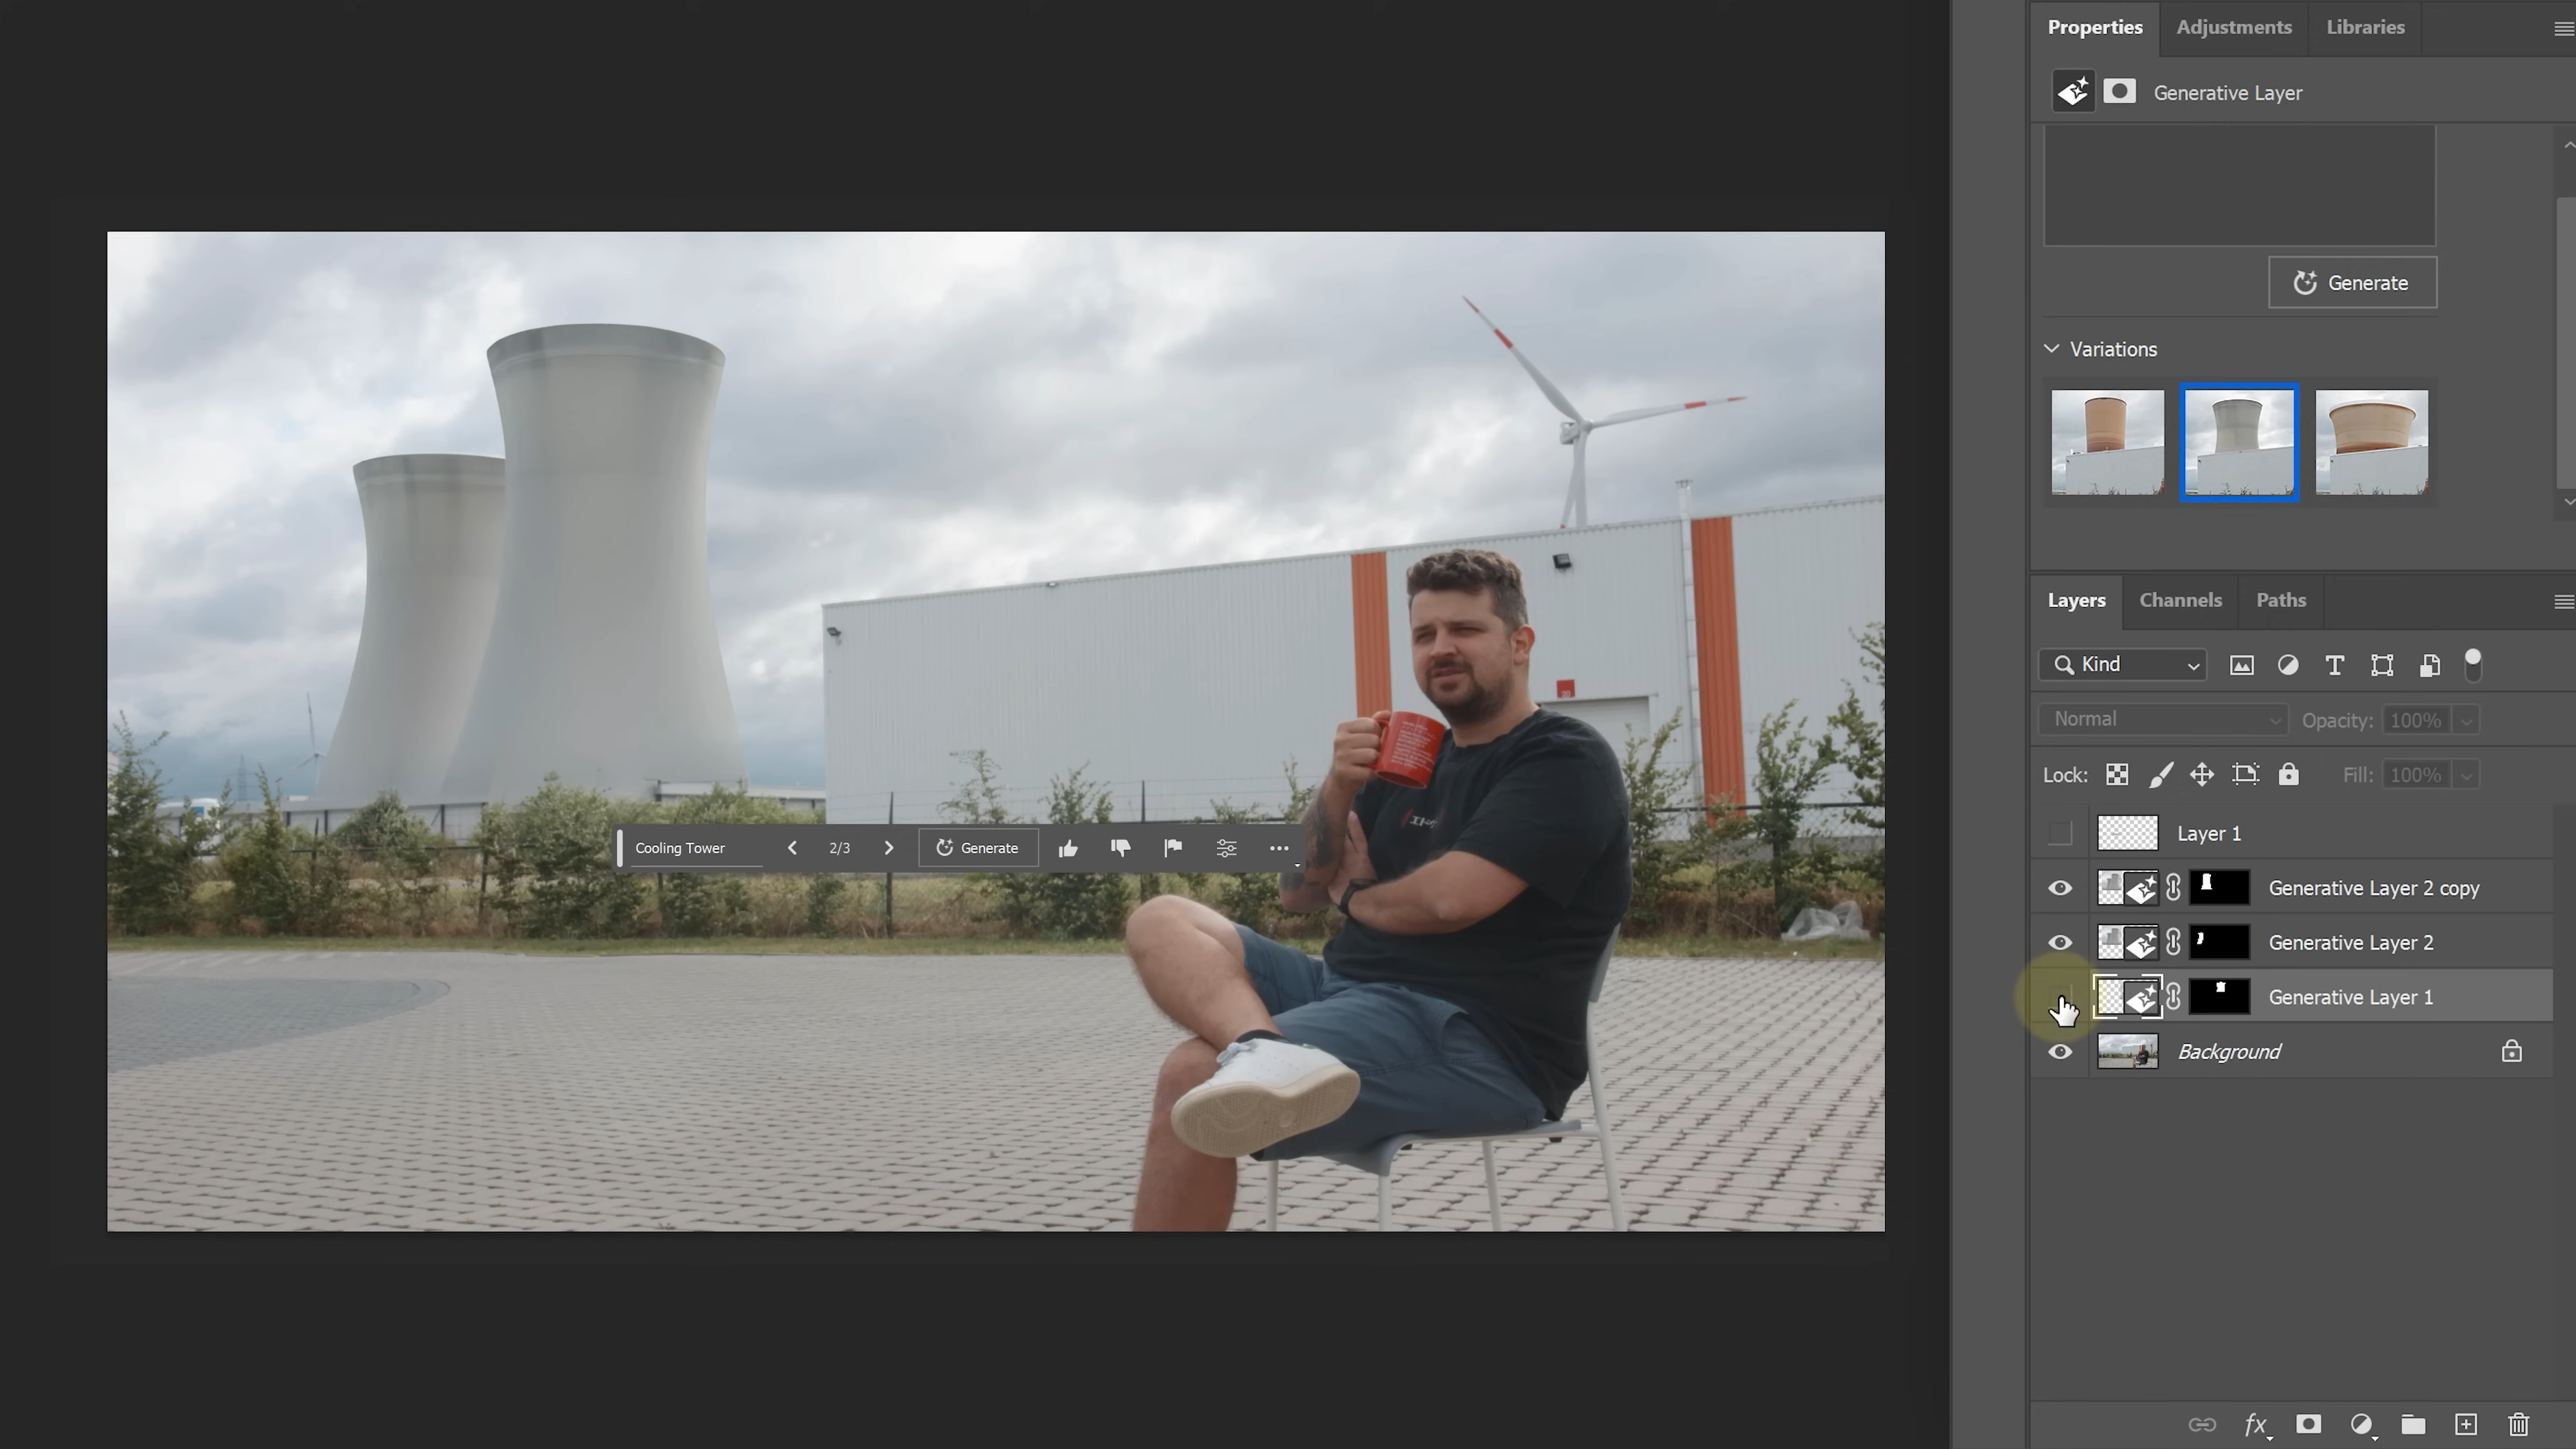 Properties
Adjustments
Libraries
Generative Layer
Generate
Variations
Layers
Channels
Paths
Kind
Normal
Opacity: 100%
Lock:
Fill: 100%
Layer 1
Generative Layer 2 copy
Generative Layer 2
Generative Layer 1
Background
Cooling Tower
2/3
Generate
fx